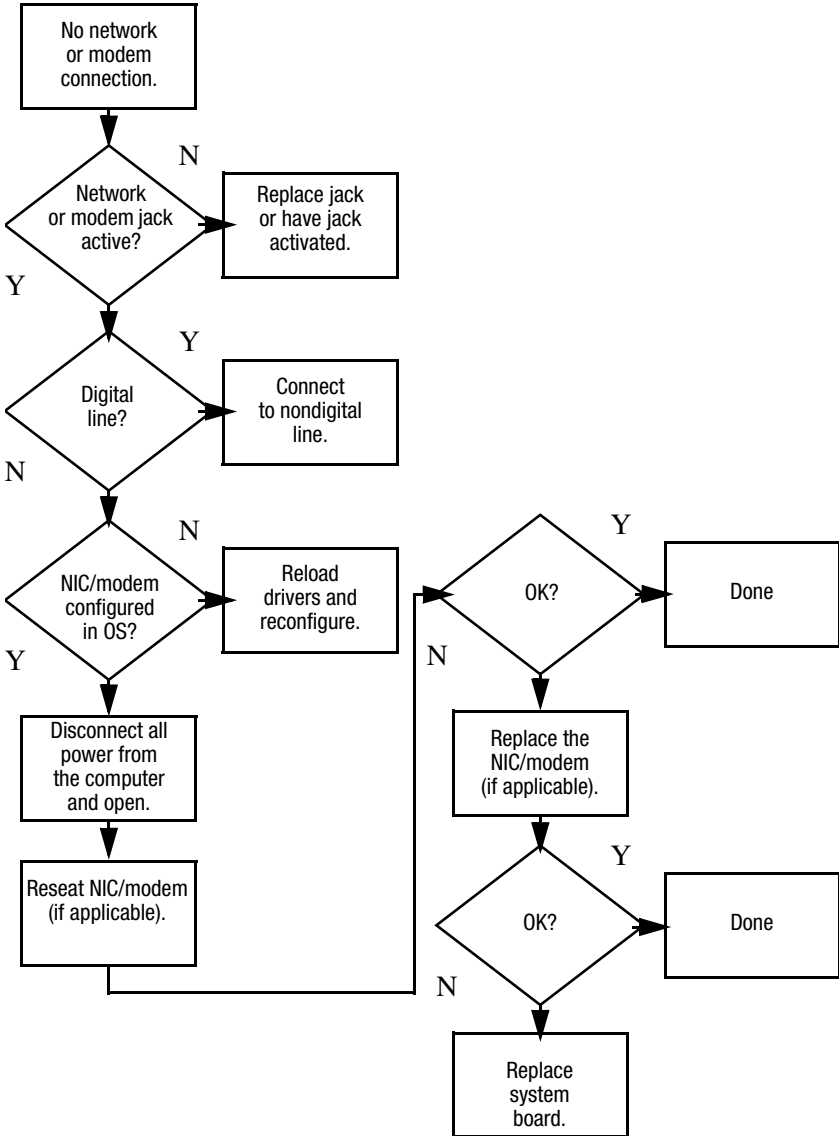 No network
or modem
connection.
N
Network
or modem jack
active?
Replace jack
or have jack
activated.
Y
Y
Digital
line?
Connect
to nondigital
line.
N
N
NIC/modem
configured
in OS?
Reload
drivers and
reconfigure.
Y
Disconnect all
power from
the computer
and open.
Reseat NIC/modem
(if applicable).
Y
OK?
Done
N
Replace the
NIC/modem
(if applicable).
Y
OK?
Done
N
Replace
system
board.